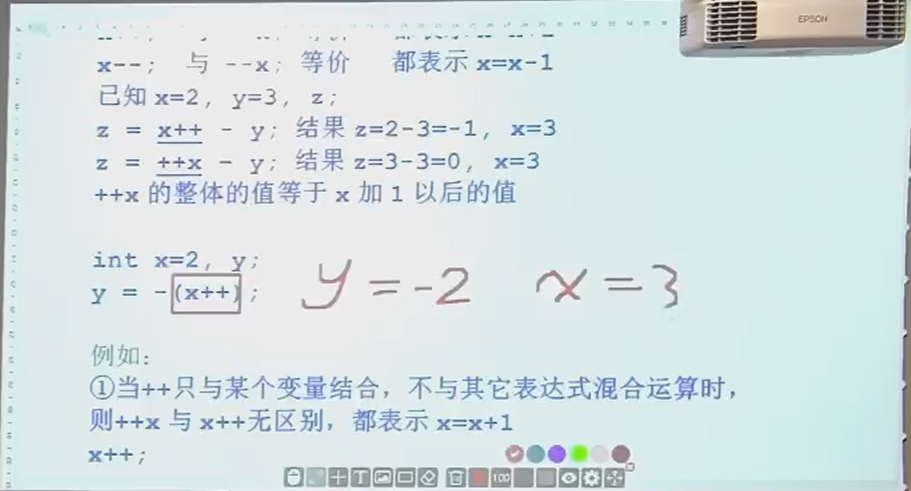 EPSON
x--; 与 --x; 等价 都表示 x=x-1
已知 x=2, y=3, z;
z = x++ - y; 结果 z=2-3=-1, x=3
z = ++x - y; 结果 z=3-3=0, x=3
++x 的整体的值等于 x 加 1 以后的值
int x=2, y;
y = -(x++); y=-2 x=3
例如:
①当++只与某个变量结合，不与其它表达式混合运算时，
则++x 与 x++无区别，都表示 x=x+1
x++;
100